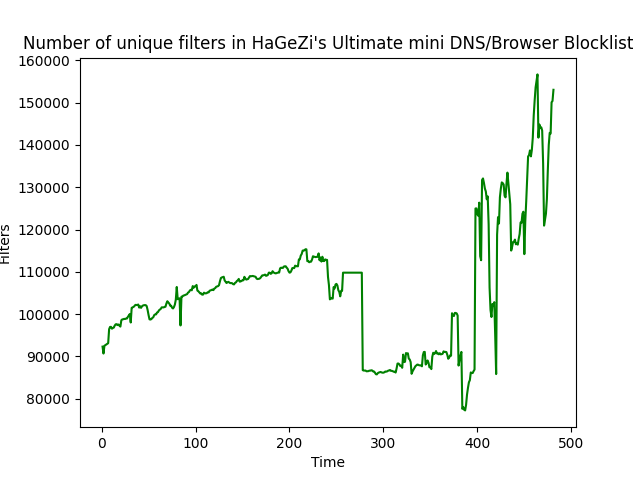 Number of unique filters in HaGeZi's Ultimate mini DNS/Browser Blocklist
160000
150000
140000
130000
120000
110000
100000
90000
80000
Filters
0 100 200 300 400 500
Time